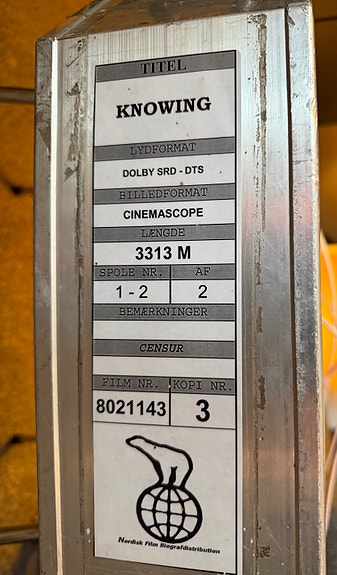 TITEL
KNOWING
LYDFORMAT
DOLBY SRD - DTS
BILLEDFORMAT
CINEMASCOPE
LÆNGDE
3313 M
SPOLE NR. AF
1 - 2 2
BEMÆRKNINGER
CENSUR
FILM NR. KOPI NR.
8021143 3
Nordisk Film Biografdistribution